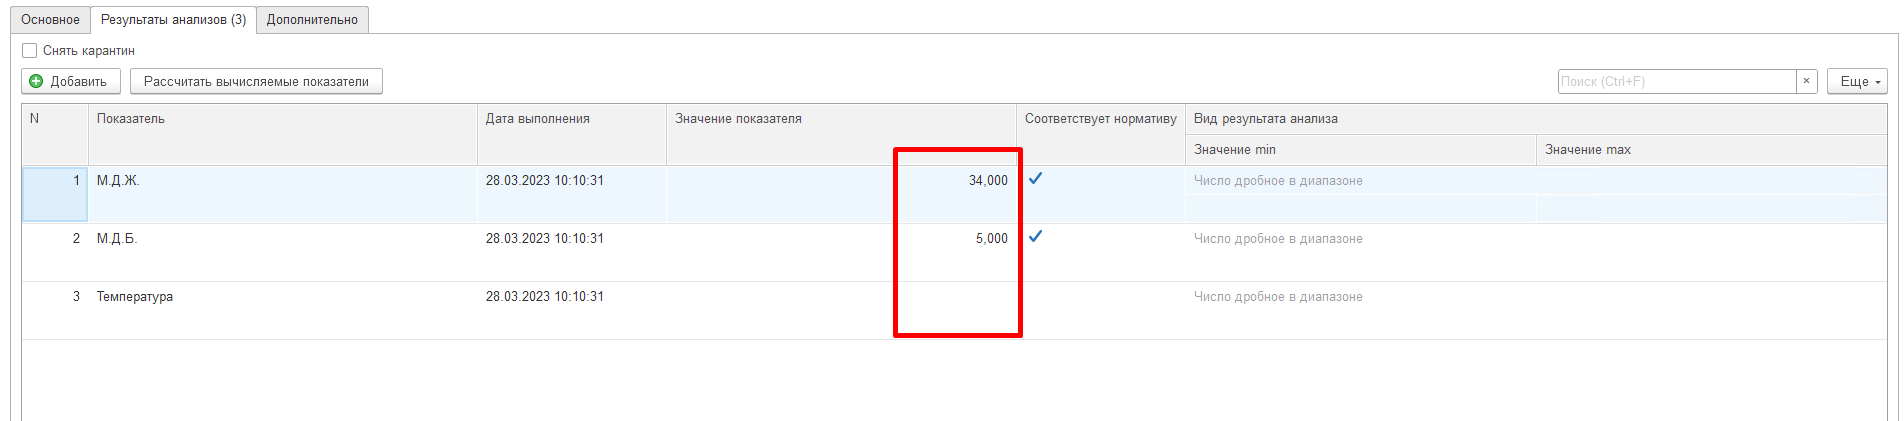 Основное Результаты анализов (3) Дополнительно
Снять карантин
Добавить Рассчитать вычисляемые показатели Поиск (Ctrl+F) × Еще
N Показатель Дата выполнения Значение показателя Соответствует нормативу Вид результата анализа
Значение min Значение max
1 М.Д.Ж. 28.03.2023 10:10:31 34,000 Число дробное в диапазоне
2 М.Д.Б. 28.03.2023 10:10:31 5,000 Число дробное в диапазоне
3 Температура 28.03.2023 10:10:31 Число дробное в диапазоне